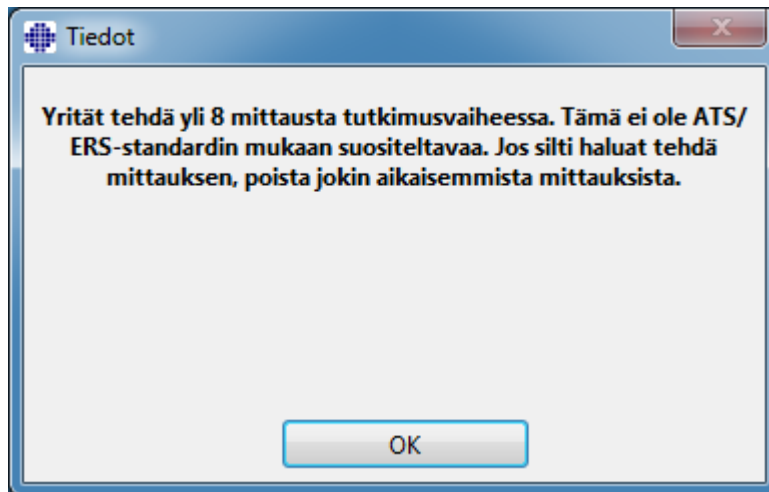 Tiedot
Yrität tehdä yli 8 mittausta tutkimusvaiheessa. Tämä ei ole ATS/
ERS-standardin mukaan suositeltavaa. Jos silti haluat tehdä
mittauksen, poista jokin aikaisemmista mittauksista.
OK